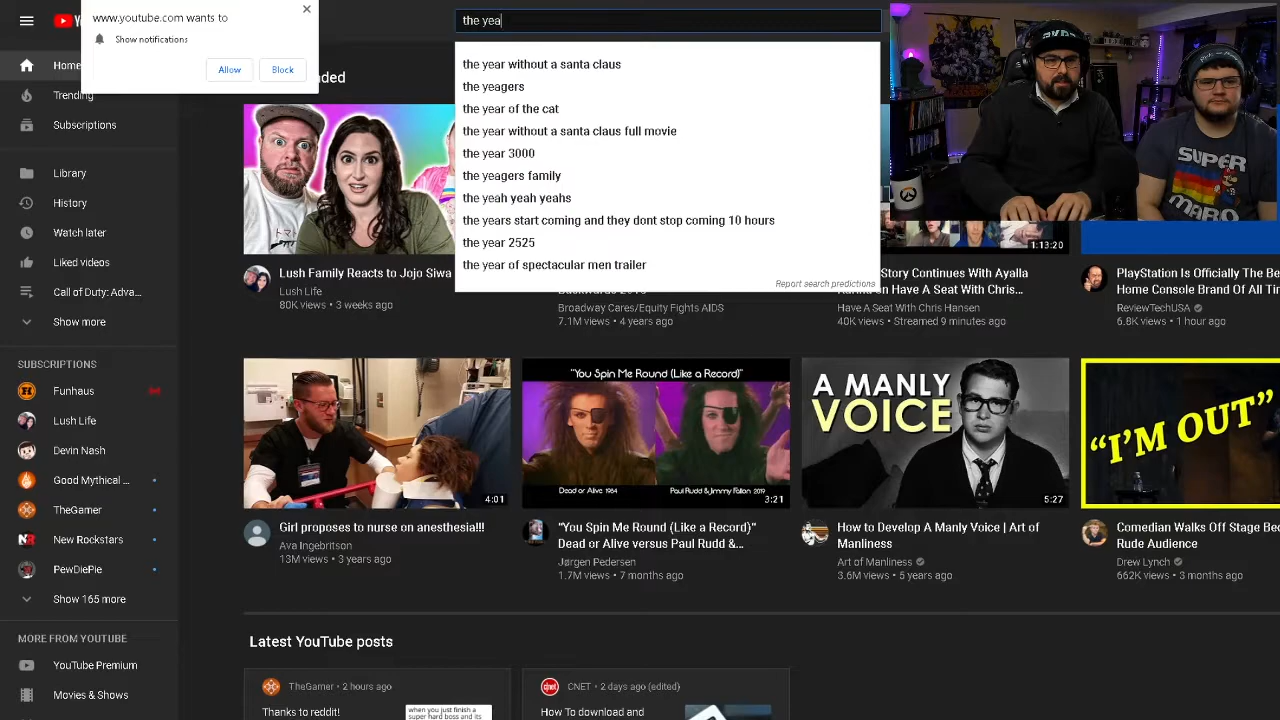 www.youtube.com wants to
Show notifications
Allow
Block
the yea
the year without a santa claus
the yeagers
the year of the cat
the year without a santa claus full movie
the year 3000
the yeagers family
the yeah yeah yeahs
the years start coming and they dont stop coming 10 hours
the year 2525
the year of spectacular men trailer
Report search predictions
Home
Trending
Subscriptions
Library
History
Watch later
Liked videos
Call of Duty: Adva...
Show more
SUBSCRIPTIONS
Funhaus
Lush Life
Devin Nash
Good Mythical ...
TheGamer
New Rockstars
PewDiePie
Show 165 more
MORE FROM YOUTUBE
YouTube Premium
Movies & Shows
SUPER
MARIO
Lush Family Reacts to Jojo Siwa
Lush Life
80K views • 3 weeks ago
Broadway Cares/Equity Fights AIDS
7.1M views • 4 years ago
1:13:20
Story Continues With Ayalla
Have A Seat With Chris Hansen
40K views • Streamed 9 minutes ago
PlayStation Is Officially The Be
Home Console Brand Of All Ti
ReviewTechUSA
6.8K views • 1 hour ago
4:01
Girl proposes to nurse on anesthesia!!!
Ava Ingebritson
13M views • 3 years ago
"You Spin Me Round (Like a Record)"
Dead or Alive 1984
Paul Rudd & Jimmy Fallon 2019
3:21
"You Spin Me Round (Like a Record)"
Dead or Alive versus Paul Rudd &...
Jørgen Pedersen
1.7M views • 7 months ago
A MANLY
VOICE
5:27
How to Develop A Manly Voice | Art of
Manliness
Art of Manliness
3.6M views • 5 years ago
"I'M OUT"
Comedian Walks Off Stage Bec
Rude Audience
Drew Lynch
662K views • 3 months ago
Latest YouTube posts
TheGamer • 2 hours ago
Thanks to reddit!
when you just finish a
super hard boss and its
cnet
CNET • 2 days ago (edited)
How To download and